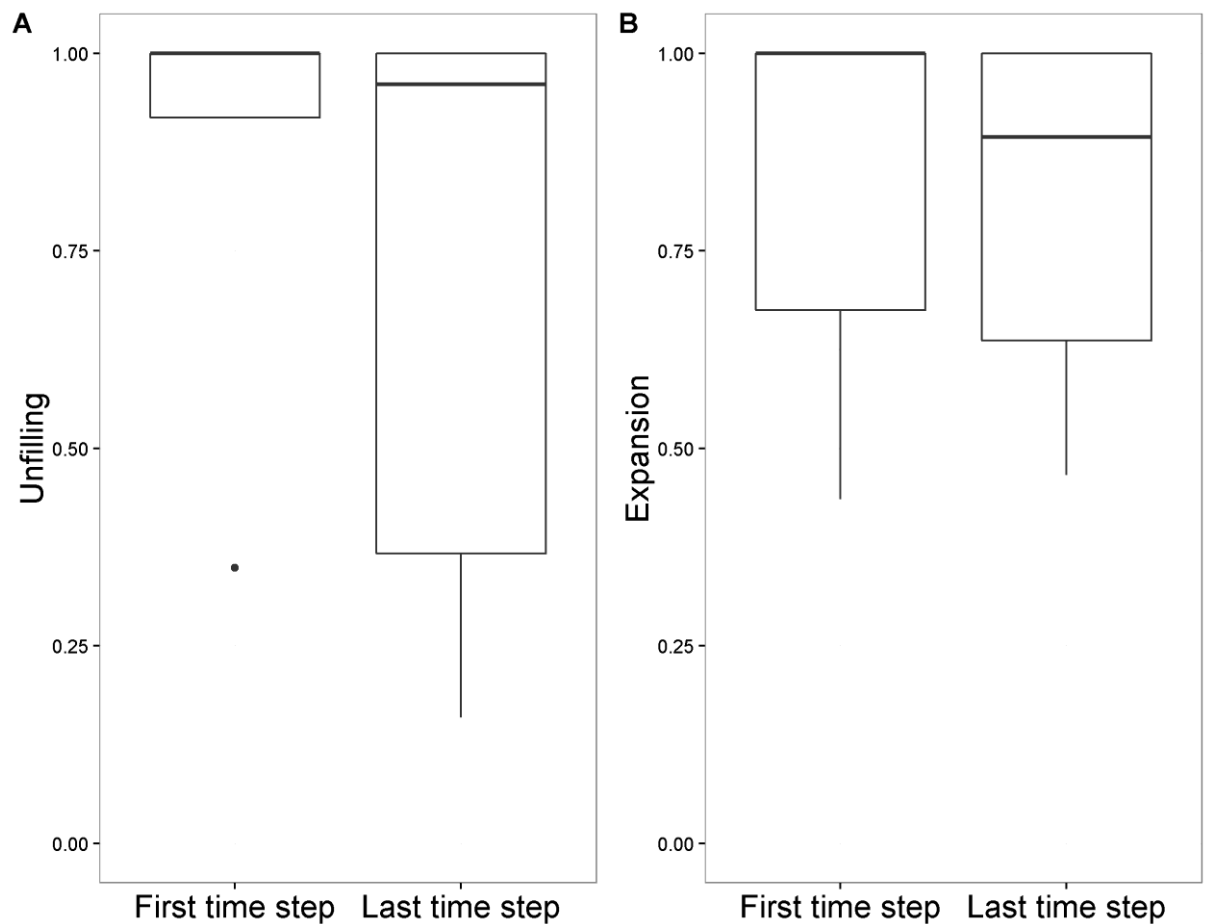 A
Unfilling
1.00
0.75
0.50
0.25
0.00
First time step
Last time step
B
Expansion
1.00
0.75
0.50
0.25
0.00
First time step
Last time step